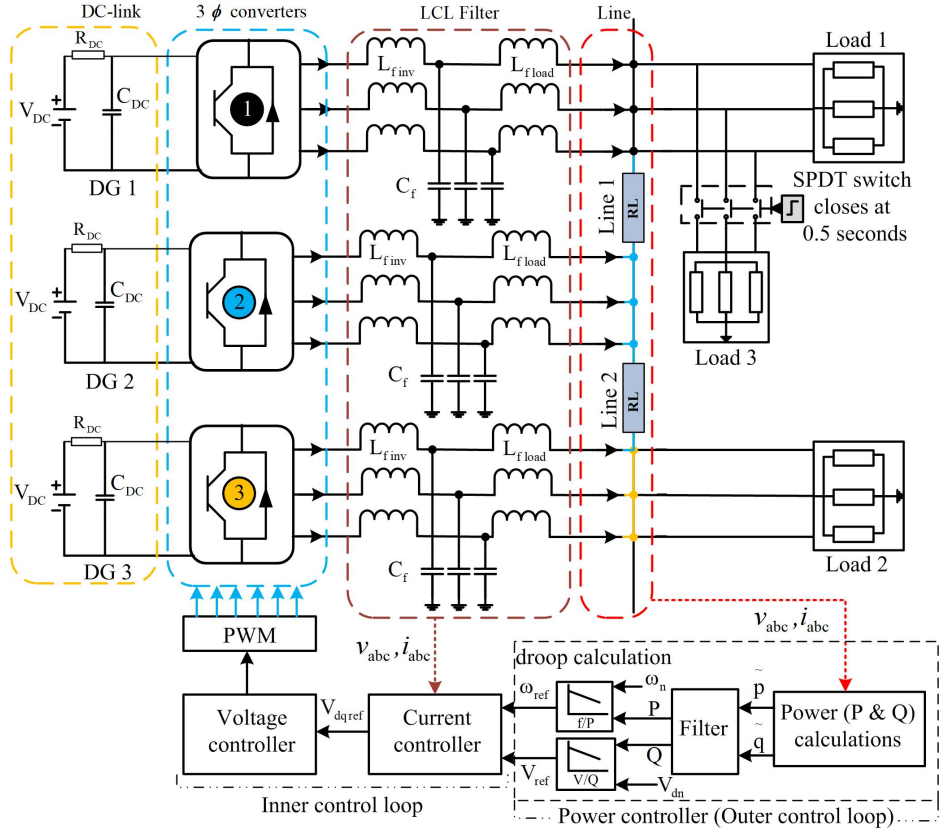 DC-link
3 ϕ converters
LCL Filter
Line
R_DC
V_DC
C_DC
DG 1
1
L_f inv
L_f load
C_f
Load 1
SPDT switch
closes at
0.5 seconds
Line 1
RL
Load 3
R_DC
V_DC
C_DC
DG 2
2
L_f inv
L_f load
C_f
Line 2
RL
R_DC
V_DC
C_DC
DG 3
3
L_f inv
L_f load
C_f
Load 2
PWM
v_abc , i_abc
v_abc , i_abc
droop calculation
Voltage
controller
V_dq ref
Current
controller
ω_ref
V_ref
f/P
V/Q
ω_n
P
Q
V_dn
Filter
p̃
q̃
Power (P & Q)
calculations
Inner control loop
Power controller (Outer control loop)